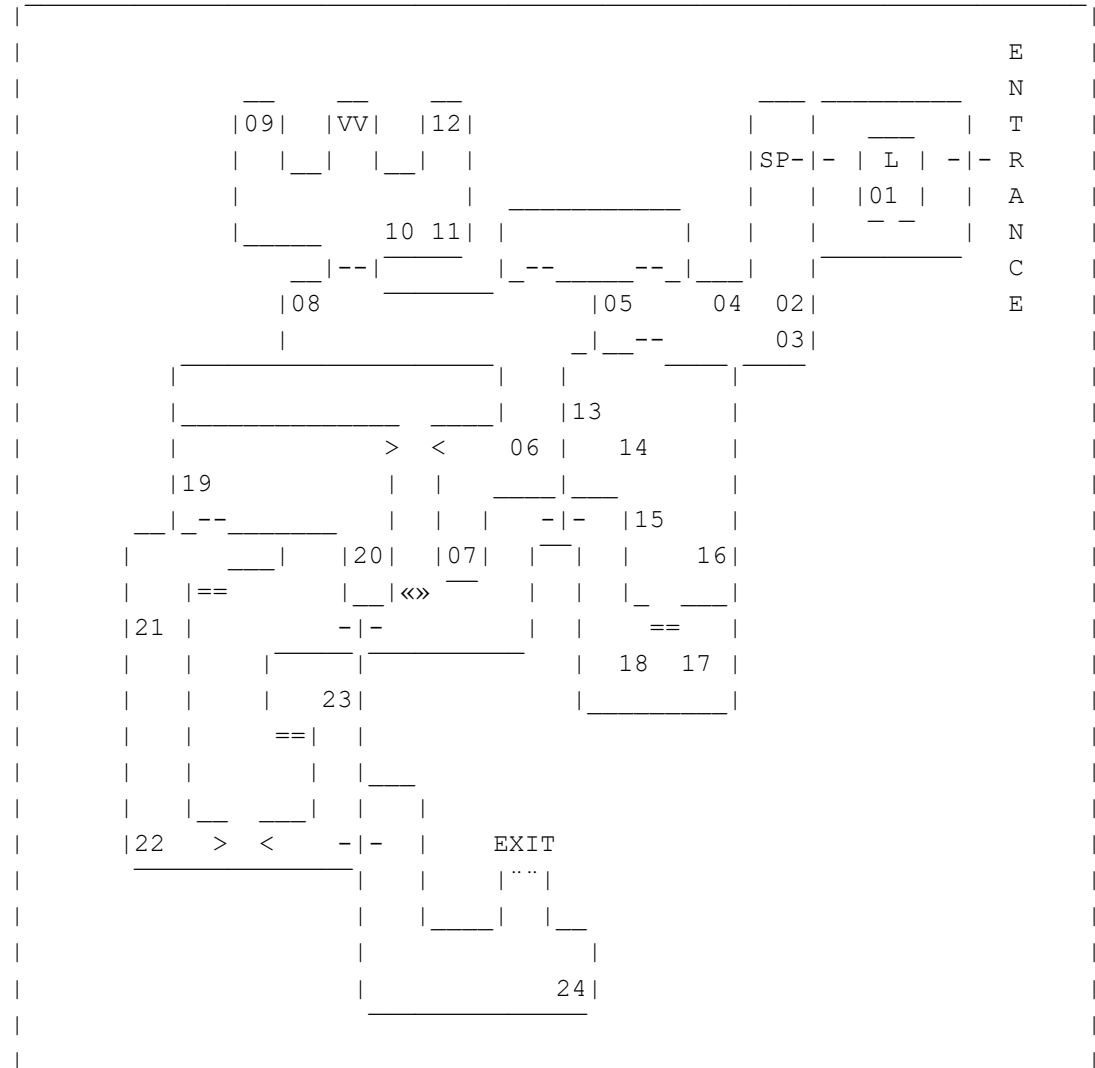 E
N
09 VV 12 T
SP L R
01 A
10 11 N
C
08 05 04 02 E
03
13
> < 06 14
19
15
20 07 16
== «»
21 ==
18 17
23
==
22 > < EXIT
24